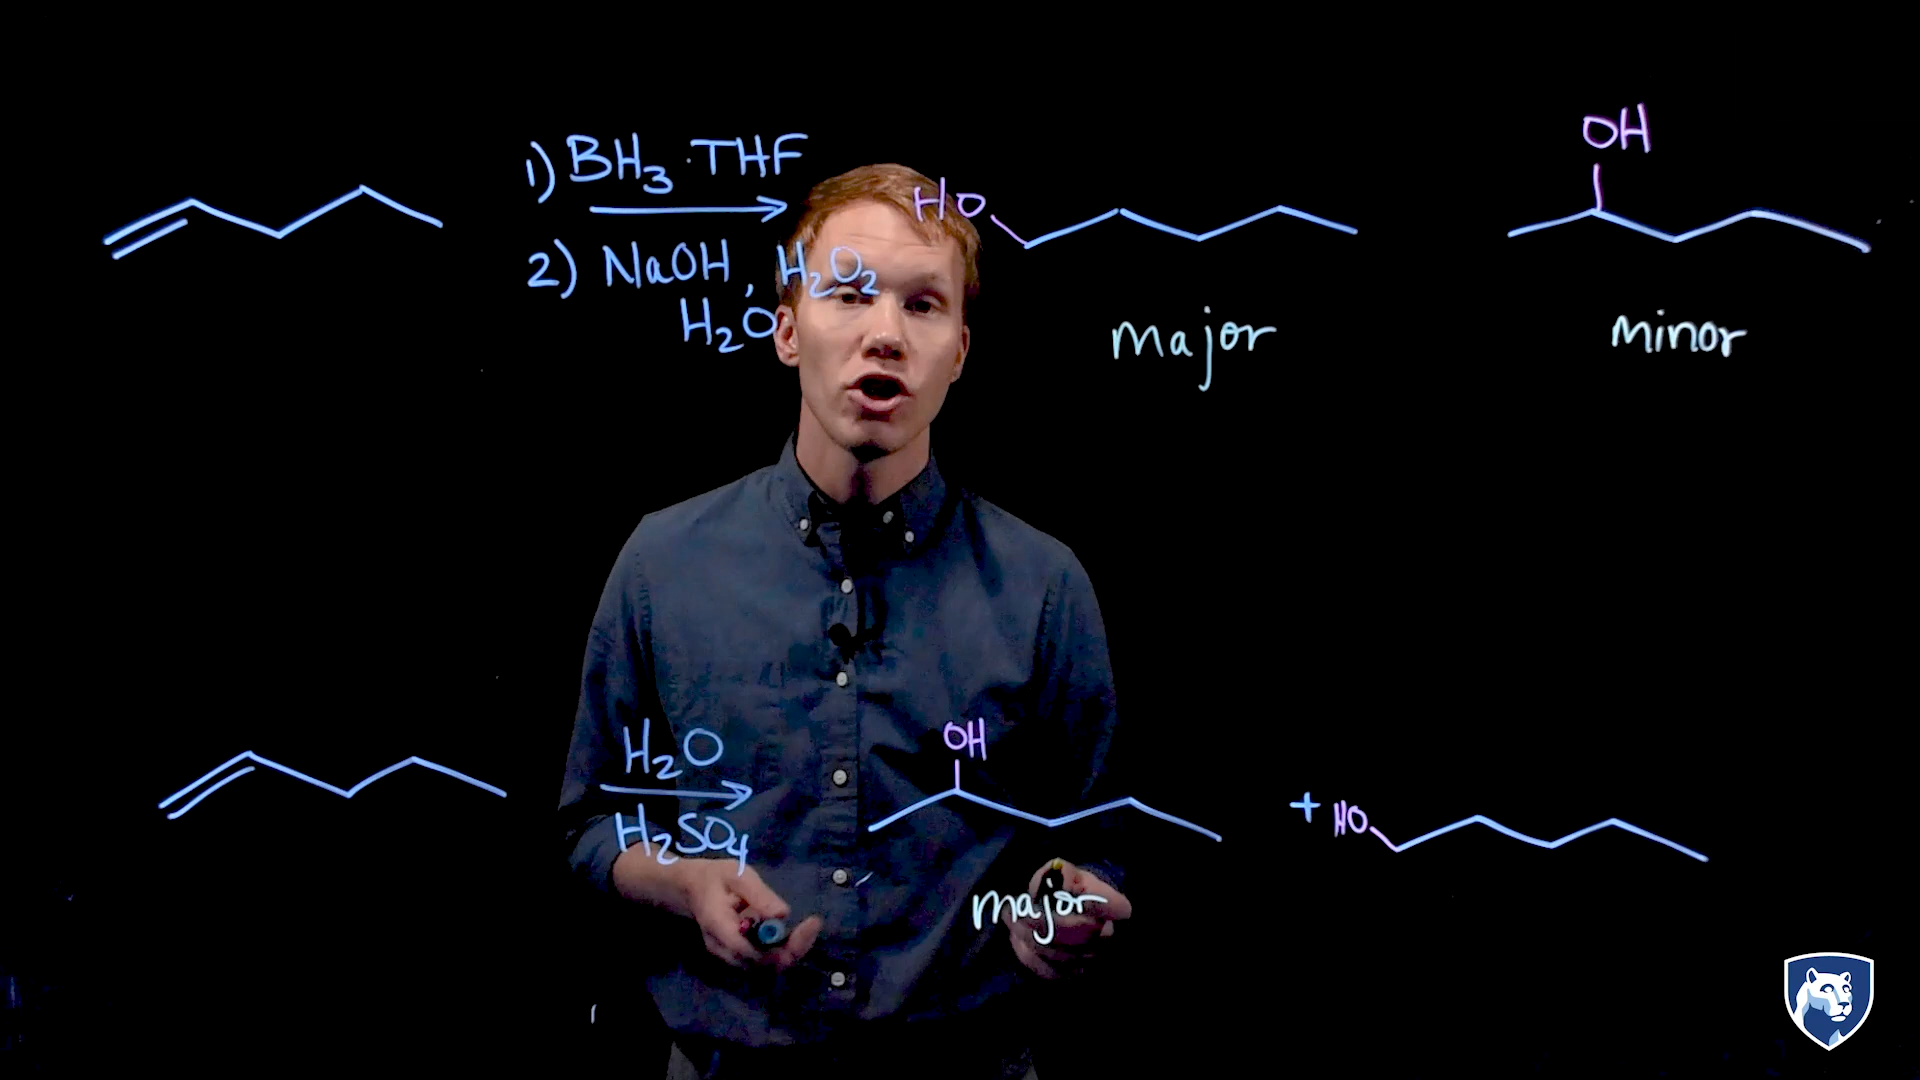 1) BH3 · THF
2) NaOH, H2O2
H2O
HO
OH
major
minor
H2O
H2SO4
OH
+ HO
major